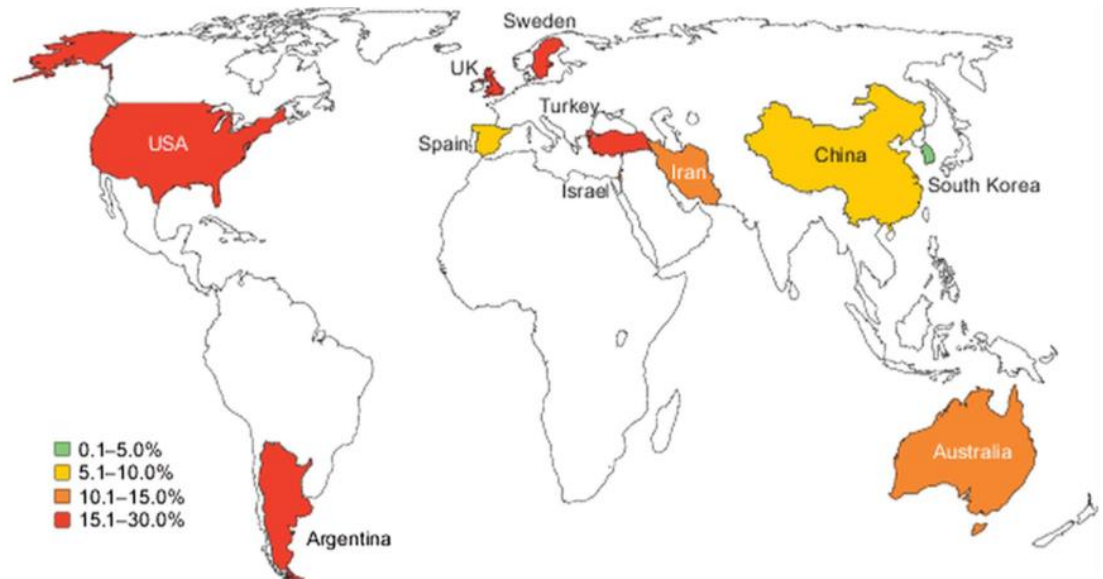 Sweden
UK
USA
Turkey
Spain
Iran
China
Israel
South Korea
Australia
0.1–5.0%
5.1–10.0%
10.1–15.0%
15.1–30.0%
Argentina